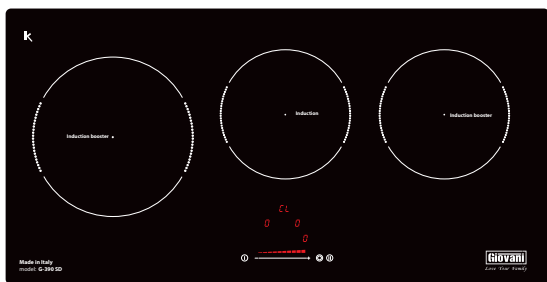 k
Induction booster
Induction
Induction booster
CL
0 0
0
Made in Italy
model: G-390 SD
Giovani
Love Your Family